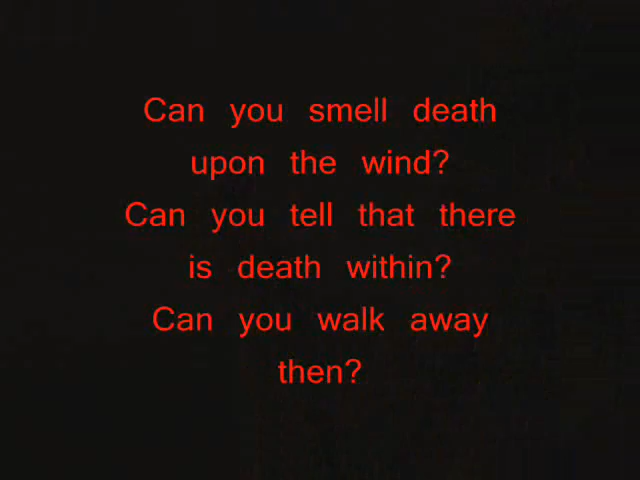 Can you smell death
upon the wind?
Can you tell that there
is death within?
Can you walk away
then?